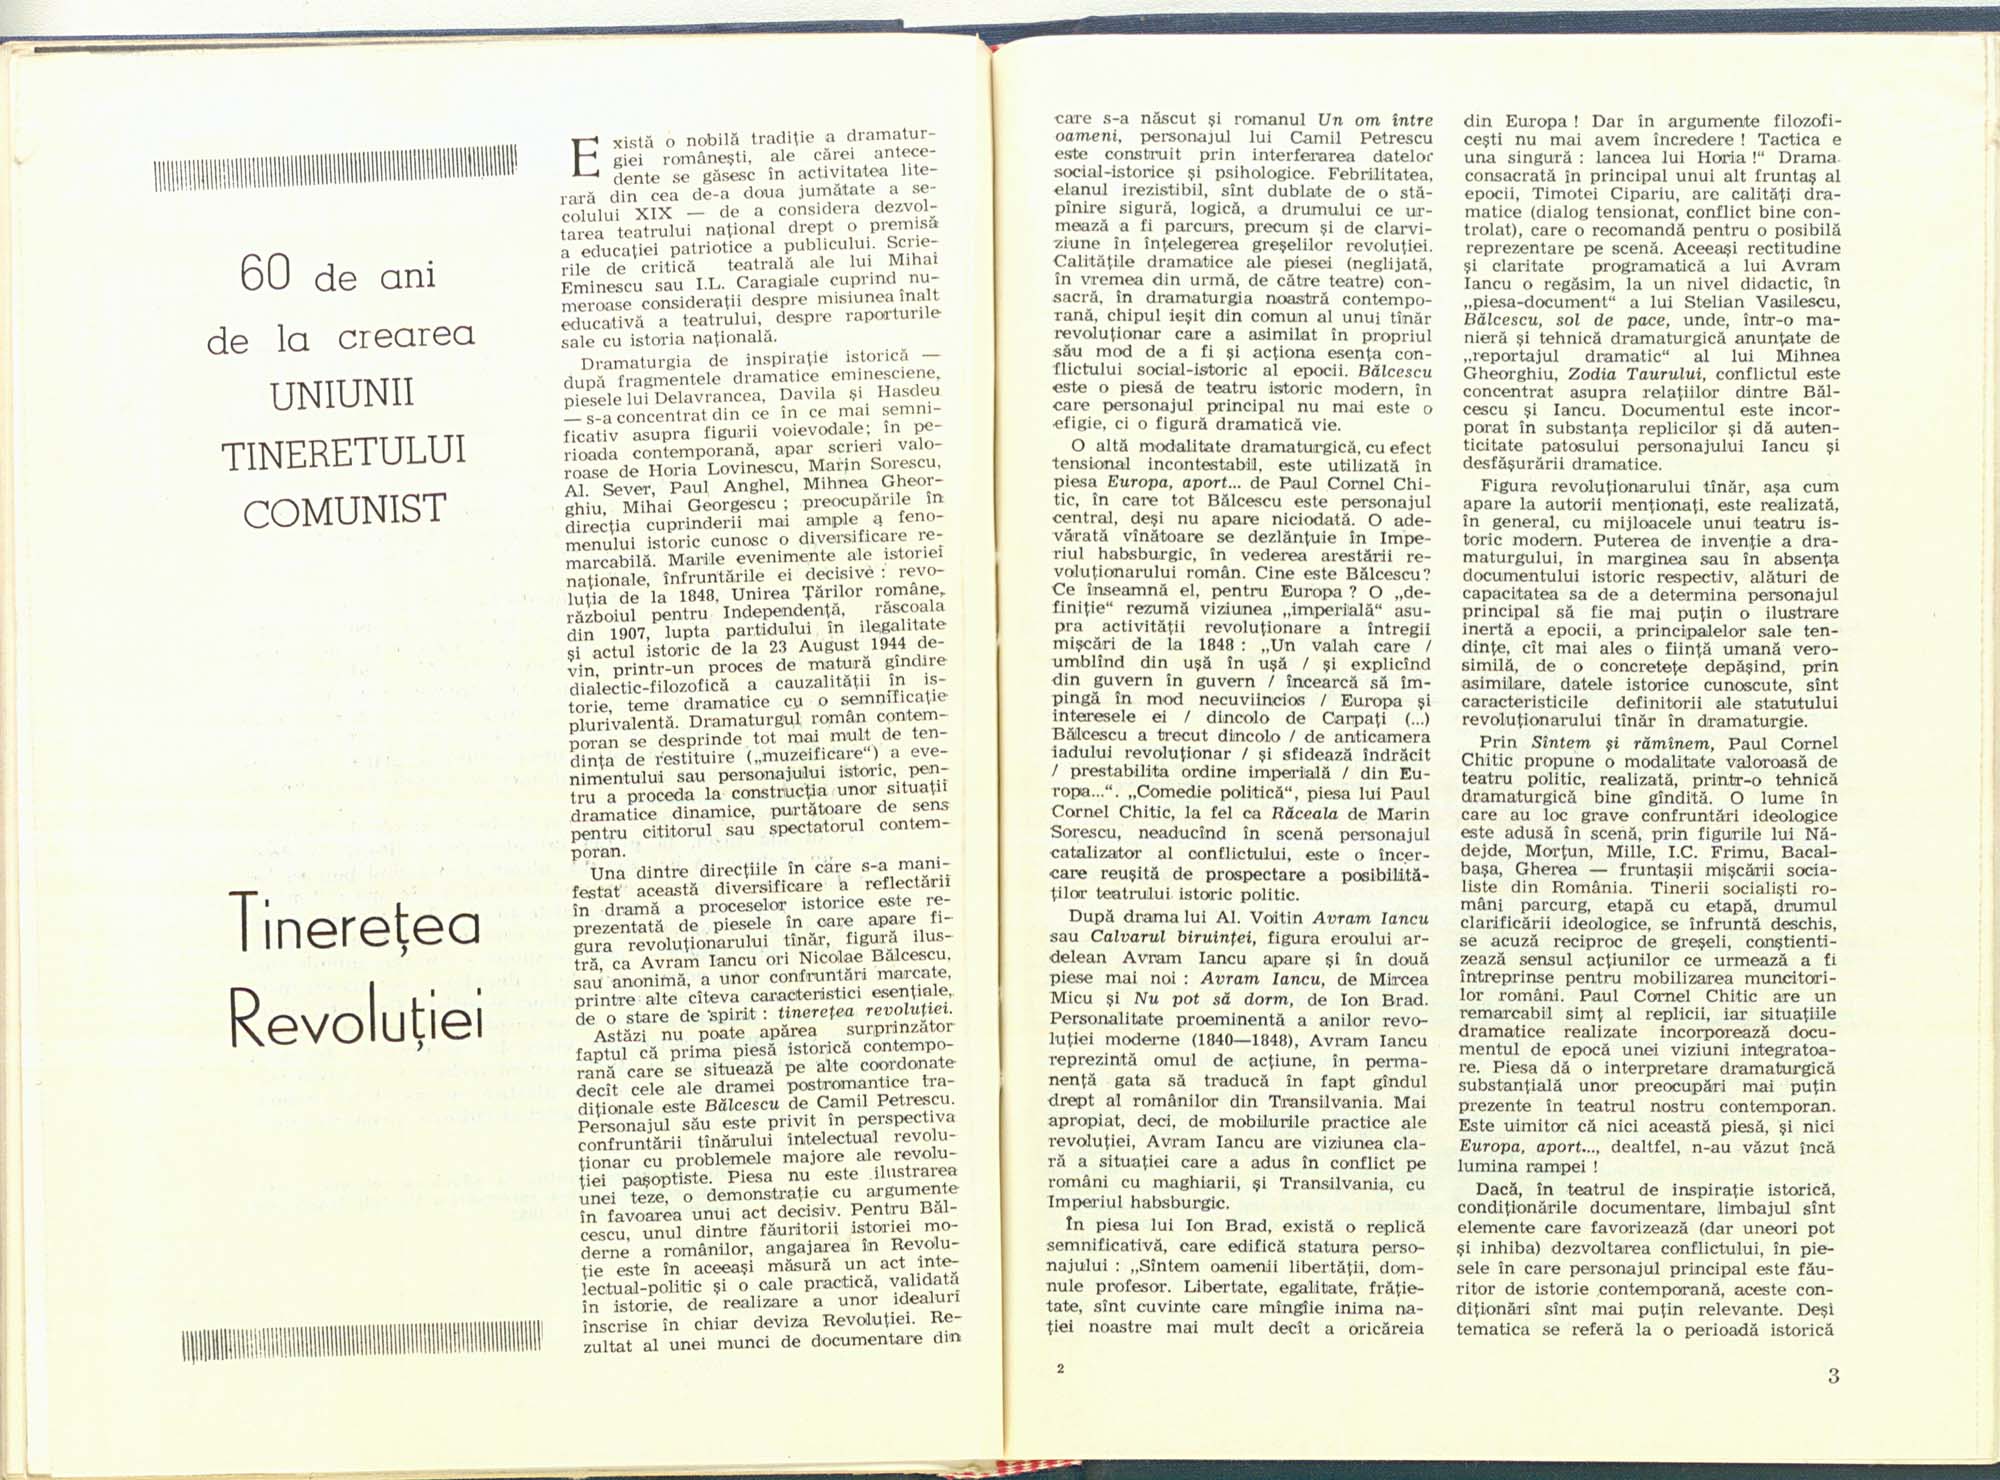 60 de ani
de la crearea
UNIUNII
TINERETULUI
COMUNIST
Tinerețea
Revoluției
Există o nobilă tradiție a dramatur-
giei românești, ale cărei antece-
dente se găsesc în activitatea lite-
rară din cea de-a doua jumătate a se-
colului XIX — de a considera dezvol-
tarea teatrului național drept o premisă
a educației patriotice a publicului. Scrie-
rile de critică teatrală ale lui Mihai
Eminescu sau I.L. Caragiale cuprind nu-
meroase considerații despre misiunea înalt
educativă a teatrului, despre raporturile
sale cu istoria națională.
Dramaturgia de inspirație istorică —
după fragmentele dramatice eminesciene,
piesele lui Delavrancea, Davila și Hasdeu
— s-a concentrat din ce în ce mai semni-
ficativ asupra figurii voievodale; în pe-
rioada contemporană, apar scrieri valo-
roase de Horia Lovinescu, Marin Sorescu,
Al. Sever, Paul Anghel, Mihnea Gheor-
ghiu, Mihai Georgescu ; preocupările în
direcția cuprinderii mai ample a feno-
menului istoric cunosc o diversificare re-
marcabilă. Marile evenimente ale istoriei
naționale, înfruntările ei decisive : revo-
luția de la 1848, Unirea Țărilor române,
războiul pentru Independență, răscoala
din 1907, lupta partidului în ilegalitate
și actul istoric de la 23 August 1944 de-
vin, printr-un proces de matură gîndire
dialectic-filozofică a cauzalității în is-
torie, teme dramatice cu o semnificație
plurivalentă. Dramaturgul român contem-
poran se desprinde tot mai mult de ten-
dința de restituire („muzeificare“) a eve-
nimentului sau personajului istoric, pen-
tru a proceda la construcția unor situații
dramatice dinamice, purtătoare de sens
pentru cititorul sau spectatorul contem-
poran.
Una dintre direcțiile în care s-a mani-
festat această diversificare a reflectării
în dramă a proceselor istorice este re-
prezentată de piesele în care apare fi-
gura revoluționarului tînăr, figură ilus-
tră, ca Avram Iancu ori Nicolae Bălcescu,
sau anonimă, a unor confruntări marcate,
printre alte cîteva caracteristici esențiale,
de o stare de spirit : tinerețea revoluției.
Astăzi nu poate apărea surprinzător
faptul că prima piesă istorică contempo-
rană care se situează pe alte coordonate
decît cele ale dramei postromantice tra-
diționale este Bălcescu de Camil Petrescu.
Personajul său este privit în perspectiva
confruntării tînărului intelectual revolu-
ționar cu problemele majore ale revolu-
ției pașoptiste. Piesa nu este ilustrarea
unei teze, o demonstrație cu argumente
în favoarea unui act decisiv. Pentru Băl-
cescu, unul dintre făuritorii istoriei mo-
derne a românilor, angajarea în Revolu-
ție este în aceeași măsură un act inte-
lectual-politic și o cale practică, validată
în istorie, de realizare a unor idealuri
înscrise în chiar deviza Revoluției. Re-
zultat al unei munci de documentare din
care s-a născut și romanul Un om între
oameni, personajul lui Camil Petrescu
este construit prin interferarea datelor
social-istorice și psihologice. Febrilitatea,
elanul irezistibil, sînt dublate de o stă-
pînire sigură, logică, a drumului ce ur-
mează a fi parcurs, precum și de clarvi-
ziune în înțelegerea greșelilor revoluției.
Calitățile dramatice ale piesei (neglijată,
în vremea din urmă, de către teatre) con-
sacră, în dramaturgia noastră contempo-
rană, chipul ieșit din comun al unui tînăr
revoluționar care a asimilat în propriul
său mod de a fi și acționa esența con-
flictului social-istoric al epocii. Bălcescu
este o piesă de teatru istoric modern, în
care personajul principal nu mai este o
efigie, ci o figură dramatică vie.
O altă modalitate dramaturgică, cu efect
tensional incontestabil, este utilizată în
piesa Europa, aport... de Paul Cornel Chi-
tic, în care tot Bălcescu este personajul
central, deși nu apare niciodată. O ade-
vărată vînătoare se dezlănțuie în Impe-
riul habsburgic, în vederea arestării re-
voluționarului român. Cine este Bălcescu?
Ce înseamnă el, pentru Europa ? O „de-
finiție“ rezumă viziunea „imperială“ asu-
pra activității revoluționare a întregii
mișcări de la 1848 : „Un valah care /
umblînd din ușă în ușă / și explicînd
din guvern în guvern / încearcă să îm-
pingă în mod necuviincios / Europa și
interesele ei / dincolo de Carpați (...)
Bălcescu a trecut dincolo / de anticamera
iadului revoluționar / și sfidează îndrăcit
/ prestabilita ordine imperială / din Eu-
ropa...“. „Comedie politică“, piesa lui Paul
Cornel Chitic, la fel ca Răceala de Marin
Sorescu, neaducînd în scenă personajul
catalizator al conflictului, este o încer-
care reușită de prospectare a posibilită-
ților teatrului istoric politic.
După drama lui Al. Voitin Avram Iancu
sau Calvarul biruinței, figura eroului ar-
delean Avram Iancu apare și în două
piese mai noi : Avram Iancu, de Mircea
Micu și Nu pot să dorm, de Ion Brad.
Personalitate proeminentă a anilor revo-
luției moderne (1840—1848), Avram Iancu
reprezintă omul de acțiune, în perma-
nență gata să traducă în fapt gîndul
drept al românilor din Transilvania. Mai
apropiat, deci, de mobilurile practice ale
revoluției, Avram Iancu are viziunea cla-
ră a situației care a adus în conflict pe
români cu maghiarii, și Transilvania, cu
Imperiul habsburgic.
În piesa lui Ion Brad, există o replică
semnificativă, care edifică statura perso-
najului : „Sîntem oamenii libertății, dom-
nule profesor. Libertate, egalitate, frăție-
tate, sînt cuvinte care mîngîie inima na-
ției noastre mai mult decît a oricăreia
2
din Europa ! Dar în argumente filozofi-
cești nu mai avem încredere ! Tactica e
una singură : lancea lui Horia !“ Drama
consacrată în principal unui alt fruntaș al
epocii, Timotei Cipariu, are calități dra-
matice (dialog tensionat, conflict bine con-
trolat), care o recomandă pentru o posibilă
reprezentare pe scenă. Aceeași rectitudine
și claritate programatică a lui Avram
Iancu o regăsim, la un nivel didactic, în
„piesa-document“ a lui Stelian Vasilescu,
Bălcescu, sol de pace, unde, într-o ma-
nieră și tehnică dramaturgică anunțate de
„reportajul dramatic“ al lui Mihnea
Gheorghiu, Zodia Taurului, conflictul este
concentrat asupra relațiilor dintre Băl-
cescu și Iancu. Documentul este incor-
porat în substanța replicilor și dă auten-
ticitate patosului personajului Iancu și
desfășurării dramatice.
Figura revoluționarului tînăr, așa cum
apare la autorii menționați, este realizată,
în general, cu mijloacele unui teatru is-
toric modern. Puterea de invenție a dra-
maturgului, în marginea sau în absența
documentului istoric respectiv, alături de
capacitatea sa de a determina personajul
principal să fie mai puțin o ilustrare
inertă a epocii, a principalelor sale ten-
dințe, cît mai ales o ființă umană vero-
similă, de o concretețe depășind, prin
asimilare, datele istorice cunoscute, sînt
caracteristicile definitorii ale statutului
revoluționarului tînăr în dramaturgie.
Prin Sîntem și rămînem, Paul Cornel
Chitic propune o modalitate valoroasă de
teatru politic, realizată, printr-o tehnică
dramaturgică bine gîndită. O lume în
care au loc grave confruntări ideologice
este adusă în scenă, prin figurile lui Nă-
dejde, Morțun, Mille, I.C. Frimu, Bacal-
bașa, Gherea — fruntașii mișcării socia-
liste din România. Tinerii socialiști ro-
mâni parcurg, etapă cu etapă, drumul
clarificării ideologice, se înfruntă deschis,
se acuză reciproc de greșeli, conștienti-
zează sensul acțiunilor ce urmează a fi
întreprinse pentru mobilizarea muncitori-
lor români. Paul Cornel Chitic are un
remarcabil simț al replicii, iar situațiile
dramatice realizate incorporează docu-
mentul de epocă unei viziuni integratoa-
re. Piesa dă o interpretare dramaturgică
substanțială unor preocupări mai puțin
prezente în teatrul nostru contemporan.
Este uimitor că nici această piesă, și nici
Europa, aport..., dealtfel, n-au văzut încă
lumina rampei !
Dacă, în teatrul de inspirație istorică,
condiționările documentare, limbajul sînt
elemente care favorizează (dar uneori pot
și inhiba) dezvoltarea conflictului, în pie-
sele în care personajul principal este fău-
ritor de istorie contemporană, aceste con-
diționări sînt mai puțin relevante. Deși
tematica se referă la o perioadă istorică
3